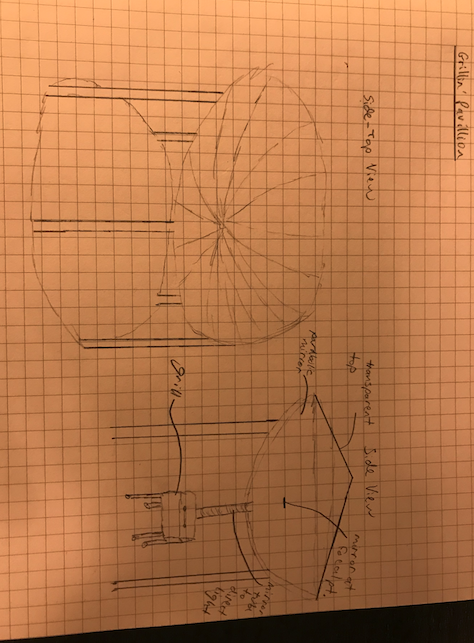 Grillin' Pavillion
Side-Top View
Side View
transparent
top
parabolic
mirror
mirror at
focal pt.
Grill
mirror
tube
to
direct
light